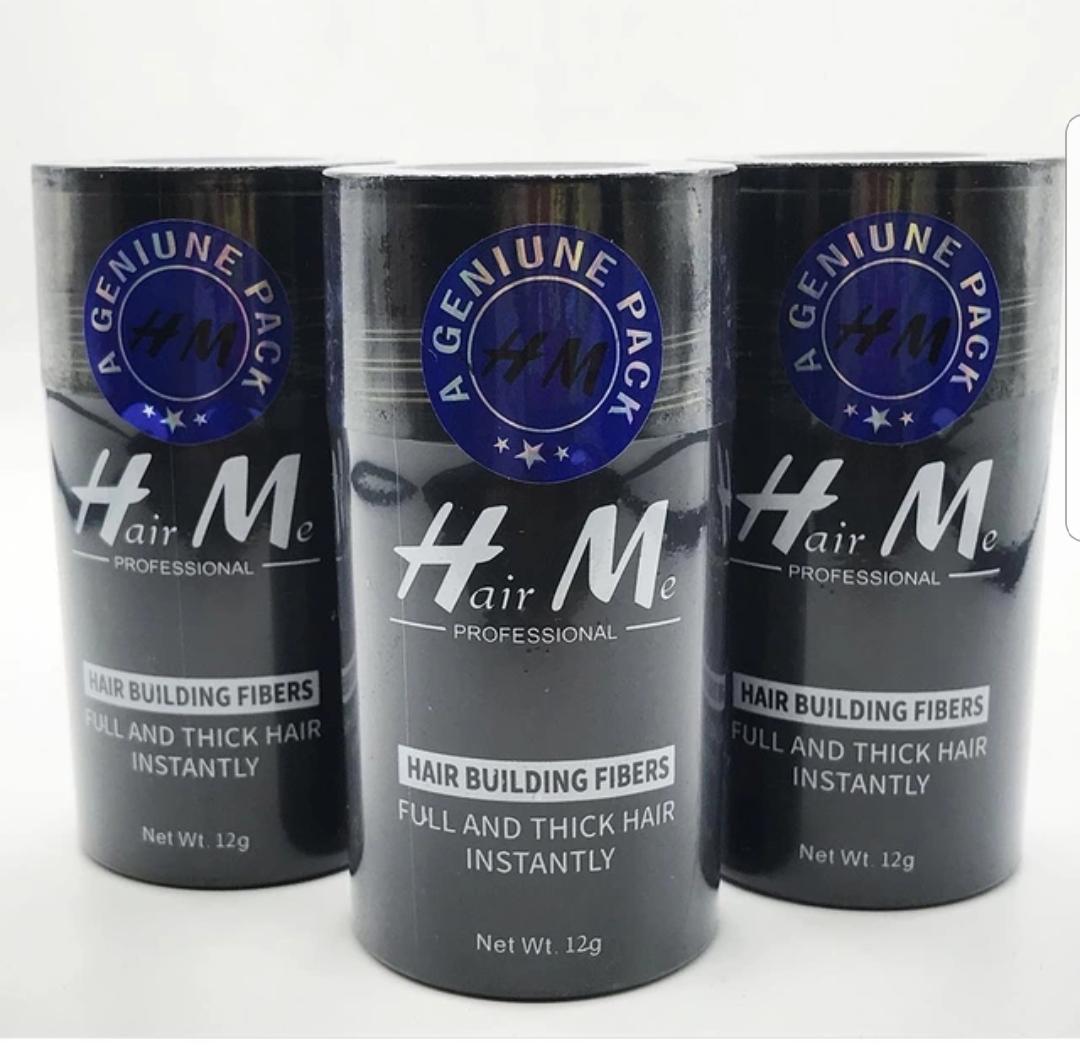 A GENIUNE PACK
HM
Hair Me
PROFESSIONAL
HAIR BUILDING FIBERS
FULL AND THICK HAIR
INSTANTLY
Net Wt. 12g
A GENIUNE PACK
HM
Hair Me
PROFESSIONAL
HAIR BUILDING FIBERS
FULL AND THICK HAIR
INSTANTLY
Net Wt. 12g
A GENIUNE PACK
HM
Hair Me
PROFESSIONAL
HAIR BUILDING FIBERS
FULL AND THICK HAIR
INSTANTLY
Net Wt. 12g